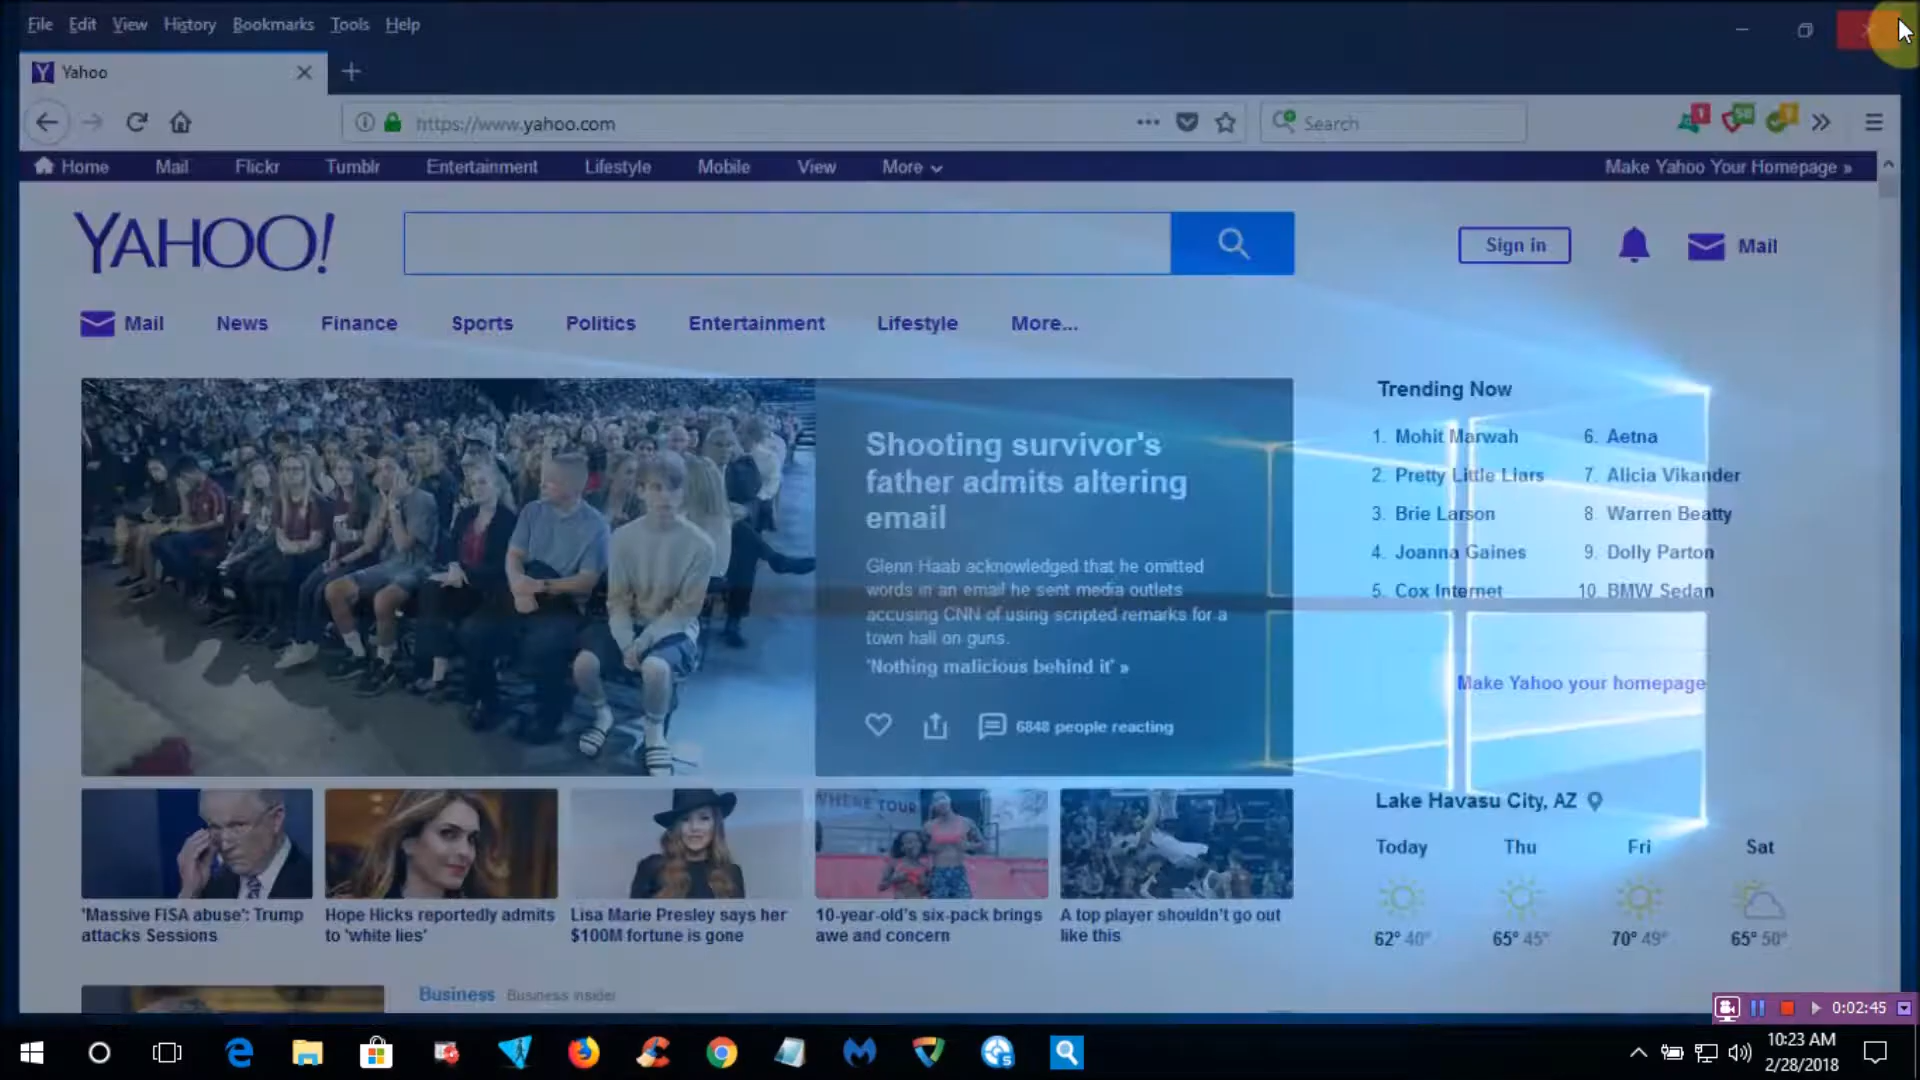 File Edit View History Bookmarks Tools Help
Yahoo
https://www.yahoo.com
Search
1
58
Home Mail Flickr Tumblr Entertainment Lifestyle Mobile View More Make Yahoo Your Homepage »
YAHOO!
Sign in
Mail
Mail News Finance Sports Politics Entertainment Lifestyle More...
Shooting survivor's
father admits altering
email
Glenn Haab acknowledged that he omitted
words in an email he sent media outlets
accusing CNN of using scripted remarks for a
town hall on guns.
'Nothing malicious behind it' »
6848 people reacting
Trending Now
1. Mohit Marwah
2. Pretty Little Liars
3. Brie Larson
4. Joanna Gaines
5. Cox Internet
6. Aetna
7. Alicia Vikander
8. Warren Beatty
9. Dolly Parton
10. BMW Sedan
Make Yahoo your homepage
WHERE TOUR
'Massive FISA abuse': Trump
attacks Sessions
Hope Hicks reportedly admits
to 'white lies'
Lisa Marie Presley says her
$100M fortune is gone
10-year-old's six-pack brings
awe and concern
A top player shouldn't go out
like this
Lake Havasu City, AZ
Today Thu Fri Sat
62° 40° 65° 45° 70° 49° 65° 50°
Business Business Insider
0:02:45
10:23 AM
2/28/2018